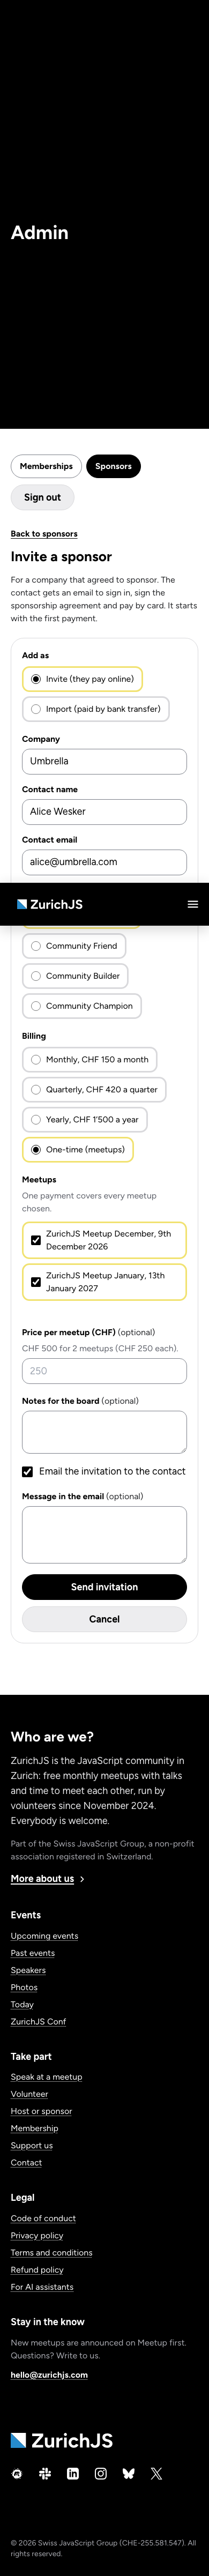 Admin
Memberships
Sponsors
Sign out
Back to sponsors
Invite a sponsor
For a company that agreed to sponsor. The
contact gets an email to sign in, sign the
sponsorship agreement and pay by card. It starts
with the first payment.
Add as
Invite (they pay online)
Import (paid by bank transfer)
Company
Umbrella
Contact name
Alice Wesker
Contact email
alice@umbrella.com
ZurichJS
Community Friend
Community Builder
Community Champion
Billing
Monthly, CHF 150 a month
Quarterly, CHF 420 a quarter
Yearly, CHF 1'500 a year
One-time (meetups)
Meetups
One payment covers every meetup
chosen.
ZurichJS Meetup December, 9th
December 2026
ZurichJS Meetup January, 13th
January 2027
Price per meetup (CHF) (optional)
CHF 500 for 2 meetups (CHF 250 each).
250
Notes for the board (optional)
Email the invitation to the contact
Message in the email (optional)
Send invitation
Cancel
Who are we?
ZurichJS is the JavaScript community in
Zurich: free monthly meetups with talks
and time to meet each other, run by
volunteers since November 2024.
Everybody is welcome.
Part of the Swiss JavaScript Group, a non-profit
association registered in Switzerland.
More about us
Events
Upcoming events
Past events
Speakers
Photos
Today
ZurichJS Conf
Take part
Speak at a meetup
Volunteer
Host or sponsor
Membership
Support us
Contact
Legal
Code of conduct
Privacy policy
Terms and conditions
Refund policy
For AI assistants
Stay in the know
New meetups are announced on Meetup first.
Questions? Write to us.
hello@zurichjs.com
ZurichJS
© 2026 Swiss JavaScript Group (CHE-255.581.547). All
rights reserved.